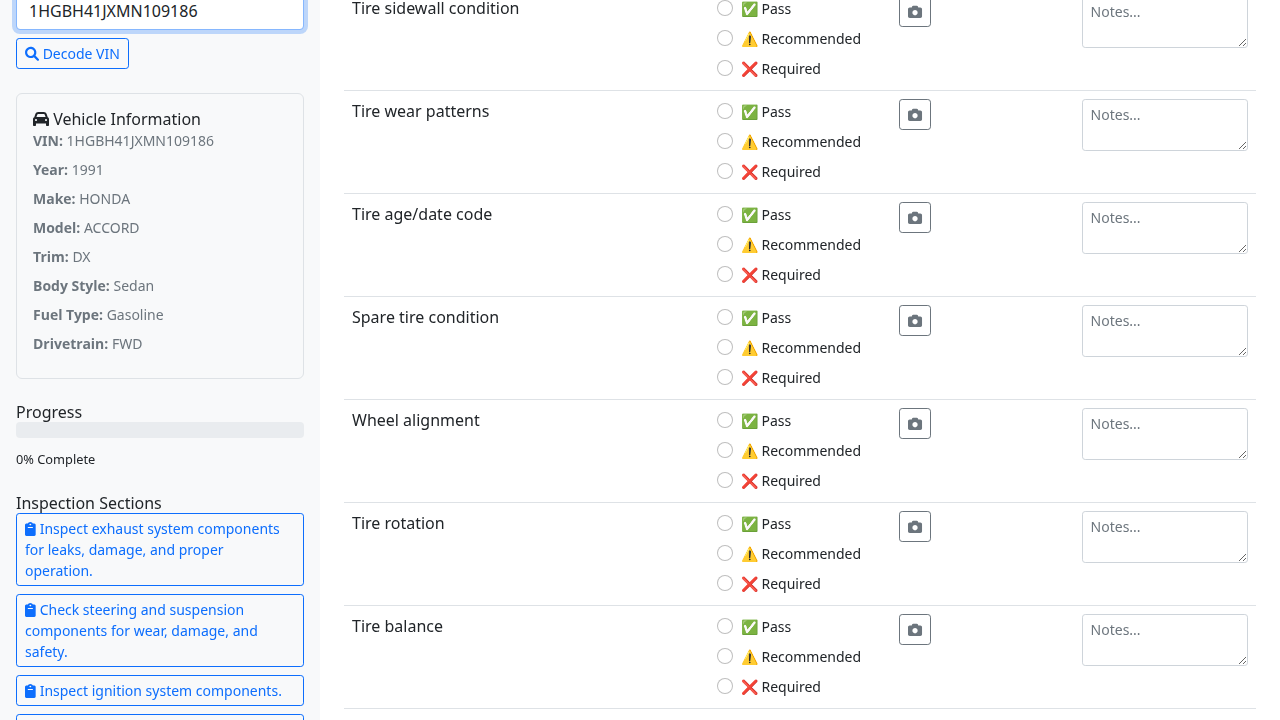 1HGBH41JXMN109186
Decode VIN
Vehicle Information
VIN: 1HGBH41JXMN109186
Year: 1991
Make: HONDA
Model: ACCORD
Trim: DX
Body Style: Sedan
Fuel Type: Gasoline
Drivetrain: FWD
Progress
0% Complete
Inspection Sections
Inspect exhaust system components
for leaks, damage, and proper
operation.
Check steering and suspension
components for wear, damage, and
safety.
Inspect ignition system components.
Tire sidewall condition
✅ Pass
⚠️ Recommended
❌ Required
Notes...
Tire wear patterns
✅ Pass
⚠️ Recommended
❌ Required
Notes...
Tire age/date code
✅ Pass
⚠️ Recommended
❌ Required
Notes...
Spare tire condition
✅ Pass
⚠️ Recommended
❌ Required
Notes...
Wheel alignment
✅ Pass
⚠️ Recommended
❌ Required
Notes...
Tire rotation
✅ Pass
⚠️ Recommended
❌ Required
Notes...
Tire balance
✅ Pass
⚠️ Recommended
❌ Required
Notes...